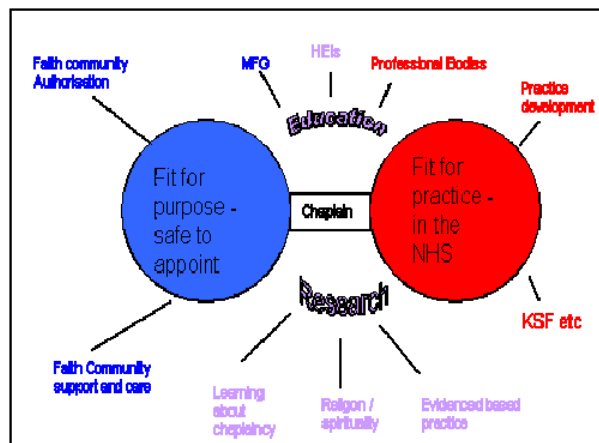 Faith community
Authorisation
MFG
HEIs
Professional Bodies
Practice
development
Education
Fit for
purpose -
safe to
appoint
Chaplain
Fit for
practice -
in the
NHS
Research
KSF etc
Faith Community
support and care
Learning
about
chaplaincy
Religon /
spirituality
Evidenced based
practice